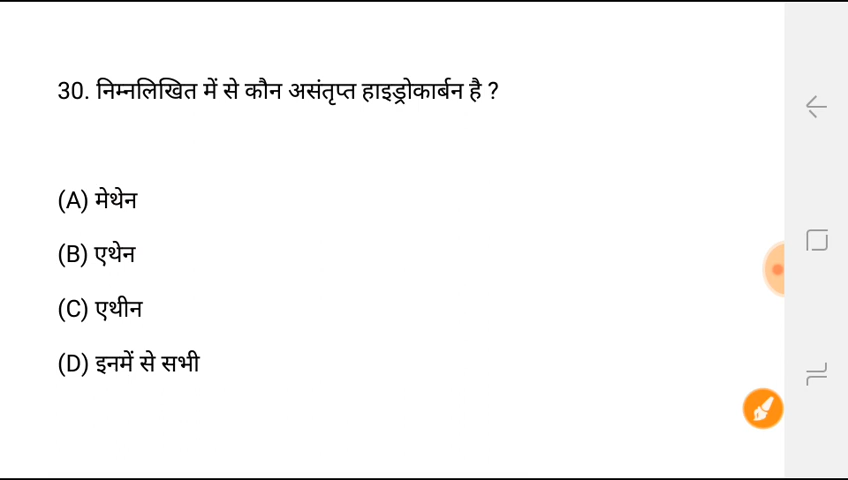 30. निम्नलिखित में से कौन असंतृप्त हाइड्रोकार्बन है ?
(A) मेथेन
(B) एथेन
(C) एथीन
(D) इनमें से सभी